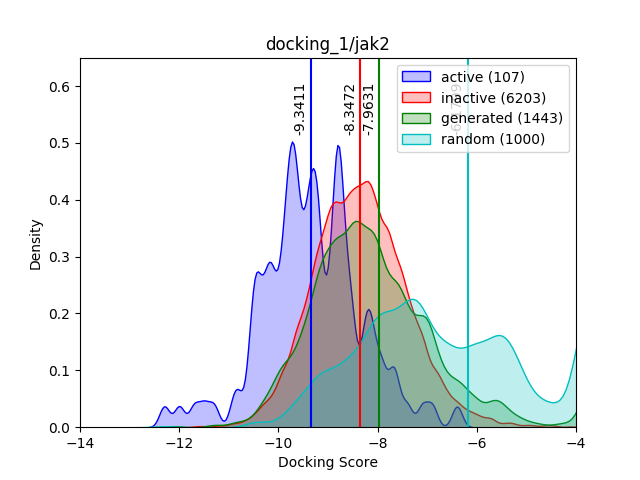 docking_1/jak2
active (107)
inactive (6203)
generated (1443)
random (1000)
-9.3411
-8.3472
-7.9631
Density
0.6
0.5
0.4
0.3
0.2
0.1
0.0
−14
−12
−10
−8
−6
−4
Docking Score